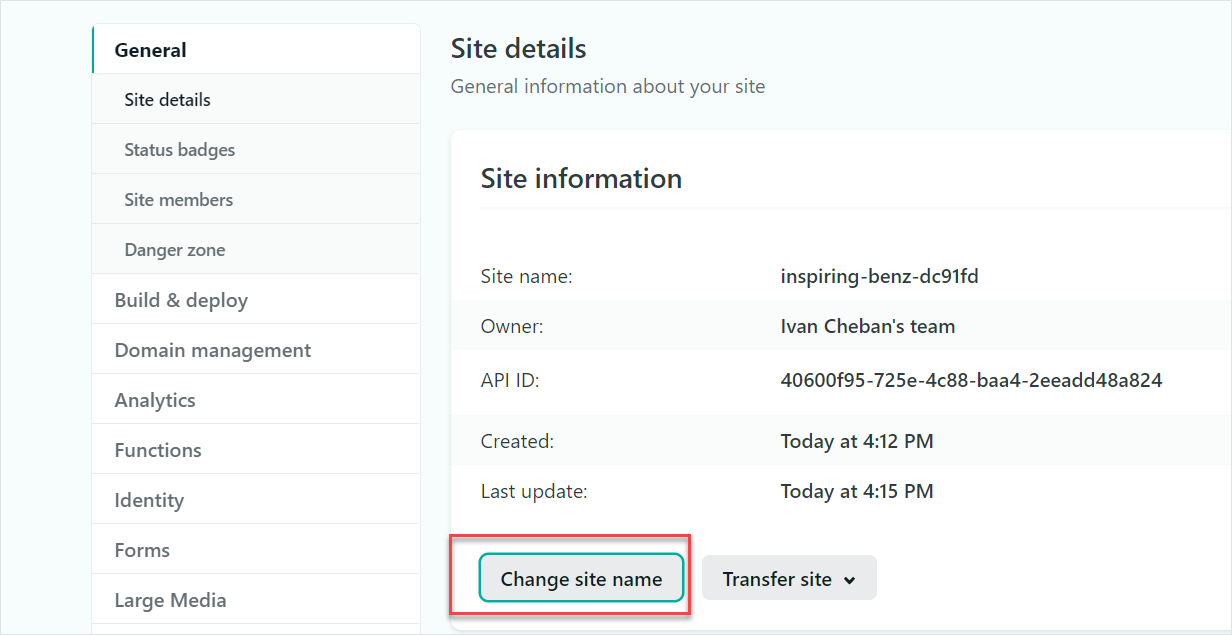 General
Site details
Status badges
Site members
Danger zone
Build & deploy
Domain management
Analytics
Functions
Identity
Forms
Large Media
Site details
General information about your site
Site information
Site name: inspiring-benz-dc91fd
Owner: Ivan Cheban's team
API ID: 40600f95-725e-4c88-baa4-2eeadd48a824
Created: Today at 4:12 PM
Last update: Today at 4:15 PM
Change site name Transfer site